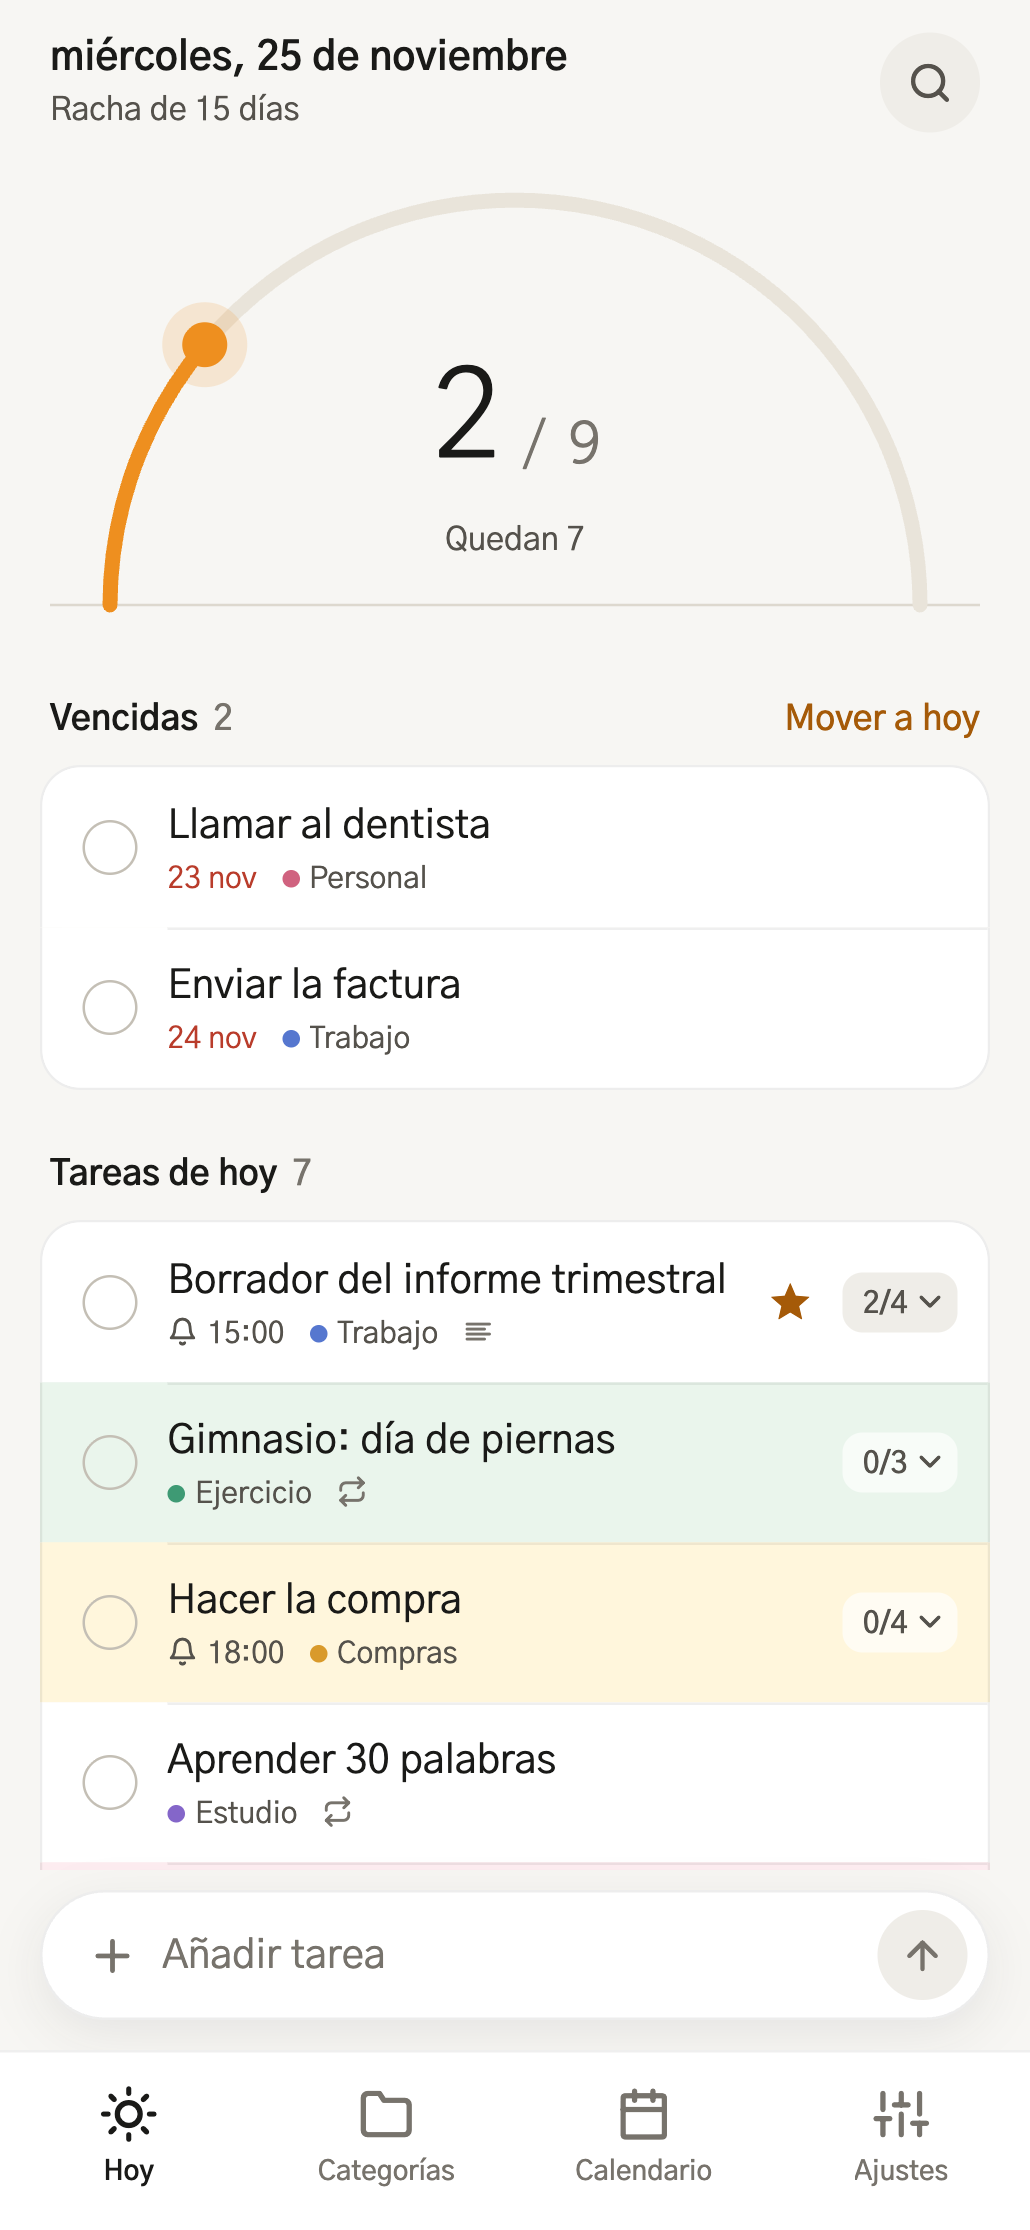 miércoles, 25 de noviembre
Racha de 15 días
2 / 9
Quedan 7
Vencidas 2
Mover a hoy
Llamar al dentista
23 nov Personal
Enviar la factura
24 nov Trabajo
Tareas de hoy 7
Borrador del informe trimestral
2/4
15:00 Trabajo
Gimnasio: día de piernas
0/3
Ejercicio
Hacer la compra
0/4
18:00 Compras
Aprender 30 palabras
Estudio
Añadir tarea
Hoy
Categorías
Calendario
Ajustes